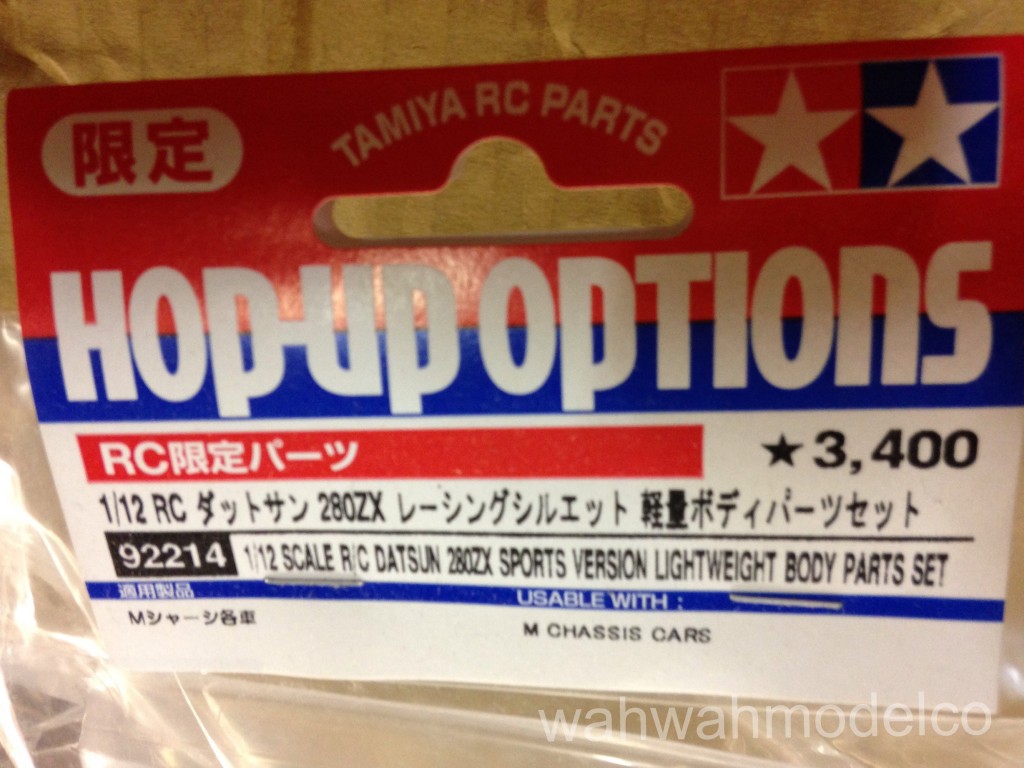 限定
TAMIYA RC PARTS
HOP-UP OPTIONS
RC限定パーツ
★3,400
1/12 RC ダットサン 280ZX レーシングシルエット 軽量ボディパーツセット
92214 1/12 SCALE R/C DATSUN 280ZX SPORTS VERSION LIGHTWEIGHT BODY PARTS SET
適用製品 USABLE WITH :
Mシャーシ各車 M CHASSIS CARS
wahwahmodelco